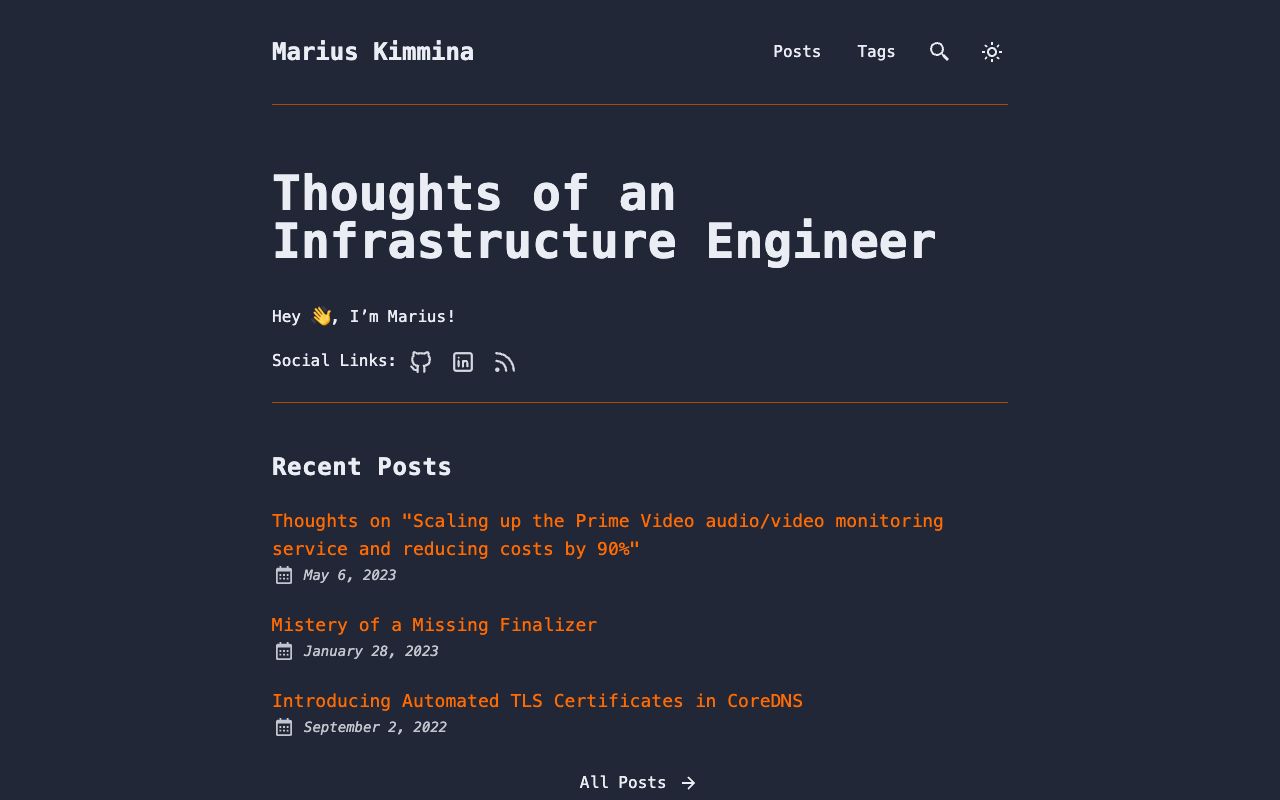 Marius Kimmina
Posts
Tags
Thoughts of an
Infrastructure Engineer
Hey 👋, I’m Marius!
Social Links:
Recent Posts
Thoughts on "Scaling up the Prime Video audio/video monitoring
service and reducing costs by 90%"
May 6, 2023
Mistery of a Missing Finalizer
January 28, 2023
Introducing Automated TLS Certificates in CoreDNS
September 2, 2022
All Posts